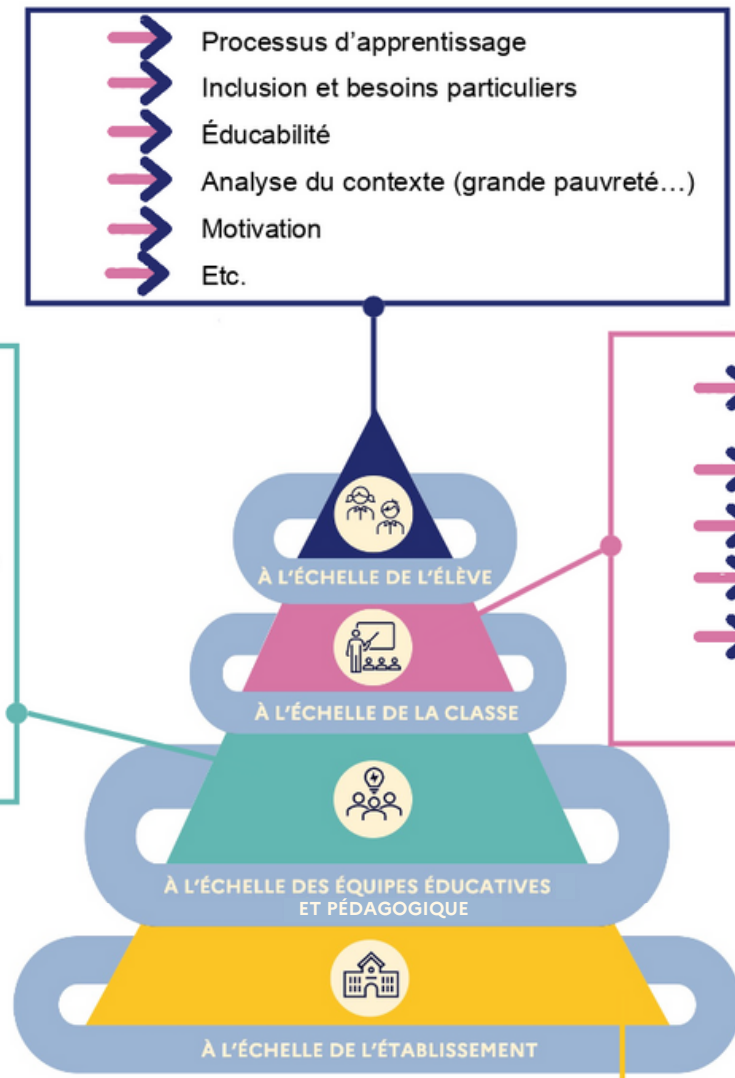 Processus d’apprentissage
Inclusion et besoins particuliers
Éducabilité
Analyse du contexte (grande pauvreté…)
Motivation
Etc.
À L’ÉCHELLE DE L’ÉLÈVE
À L’ÉCHELLE DE LA CLASSE
À L’ÉCHELLE DES ÉQUIPES ÉDUCATIVES
ET PÉDAGOGIQUE
À L’ÉCHELLE DE L’ÉTABLISSEMENT